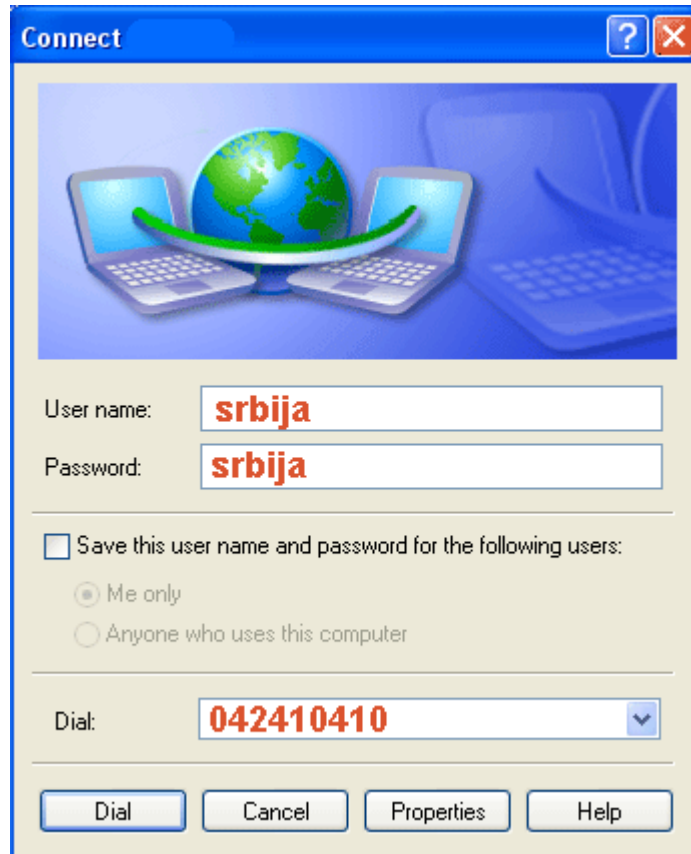 Connect
User name: srbija
Password: srbija
Save this user name and password for the following users:
Me only
Anyone who uses this computer
Dial: 042410410
Dial Cancel Properties Help